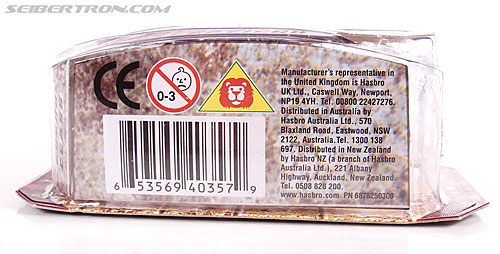 SEIBERTRON.COM
CE
0-3
Manufacturer's representative in
the United Kingdom is Hasbro
UK Ltd., Caswell Way, Newport,
NP19 4YH. Tel. 00800 22427276.
Distributed in Australia by
Hasbro Australia Ltd., 570
Blaxland Road, Eastwood, NSW
2122, Australia. Tel. 1300 138
697. Distributed in New Zealand
by Hasbro NZ (a branch of Hasbro
Australia Ltd.), 221 Albany
Highway, Auckland, New Zealand
Tel. 0508 828 200.
www.hasbro.com P/N 6878250300
6 53569 40357 9